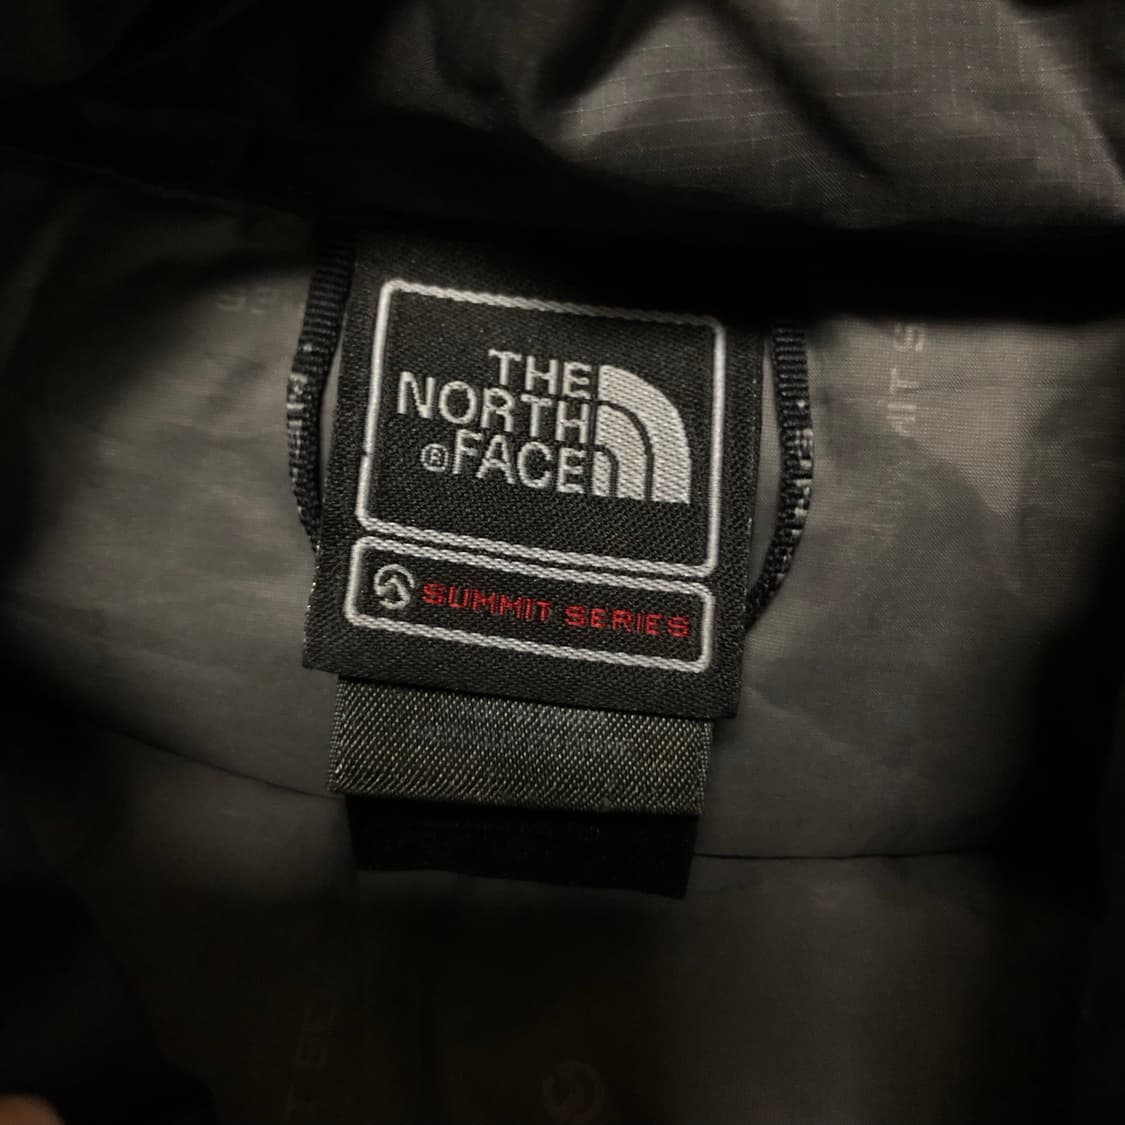 THE
NORTH
® FACE
SUMMIT SERIES